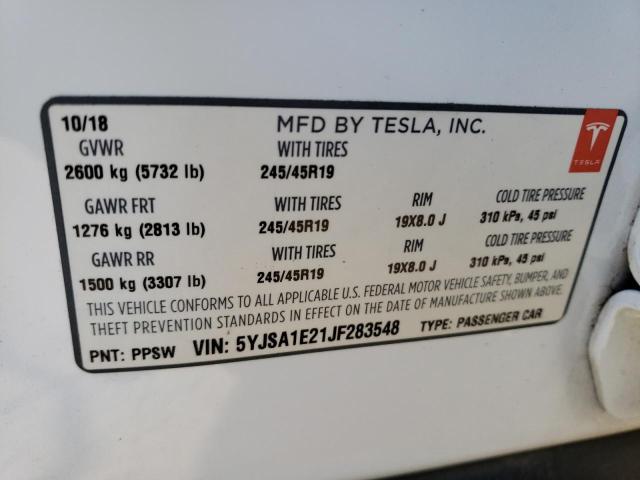 10/18 MFD BY TESLA, INC.
GVWR WITH TIRES
2600 kg (5732 lb) 245/45R19
TESLA
GAWR FRT WITH TIRES RIM COLD TIRE PRESSURE
1276 kg (2813 lb) 245/45R19 19X8.0 J 310 kPa, 45 psi
GAWR RR WITH TIRES RIM COLD TIRE PRESSURE
1500 kg (3307 lb) 245/45R19 19X8.0 J 310 kPa, 45 psi
THIS VEHICLE CONFORMS TO ALL APPLICABLE U.S. FEDERAL MOTOR VEHICLE SAFETY, BUMPER, AND
THEFT PREVENTION STANDARDS IN EFFECT ON THE DATE OF MANUFACTURE SHOWN ABOVE.
PNT: PPSW VIN: 5YJSA1E21JF283548 TYPE: PASSENGER CAR